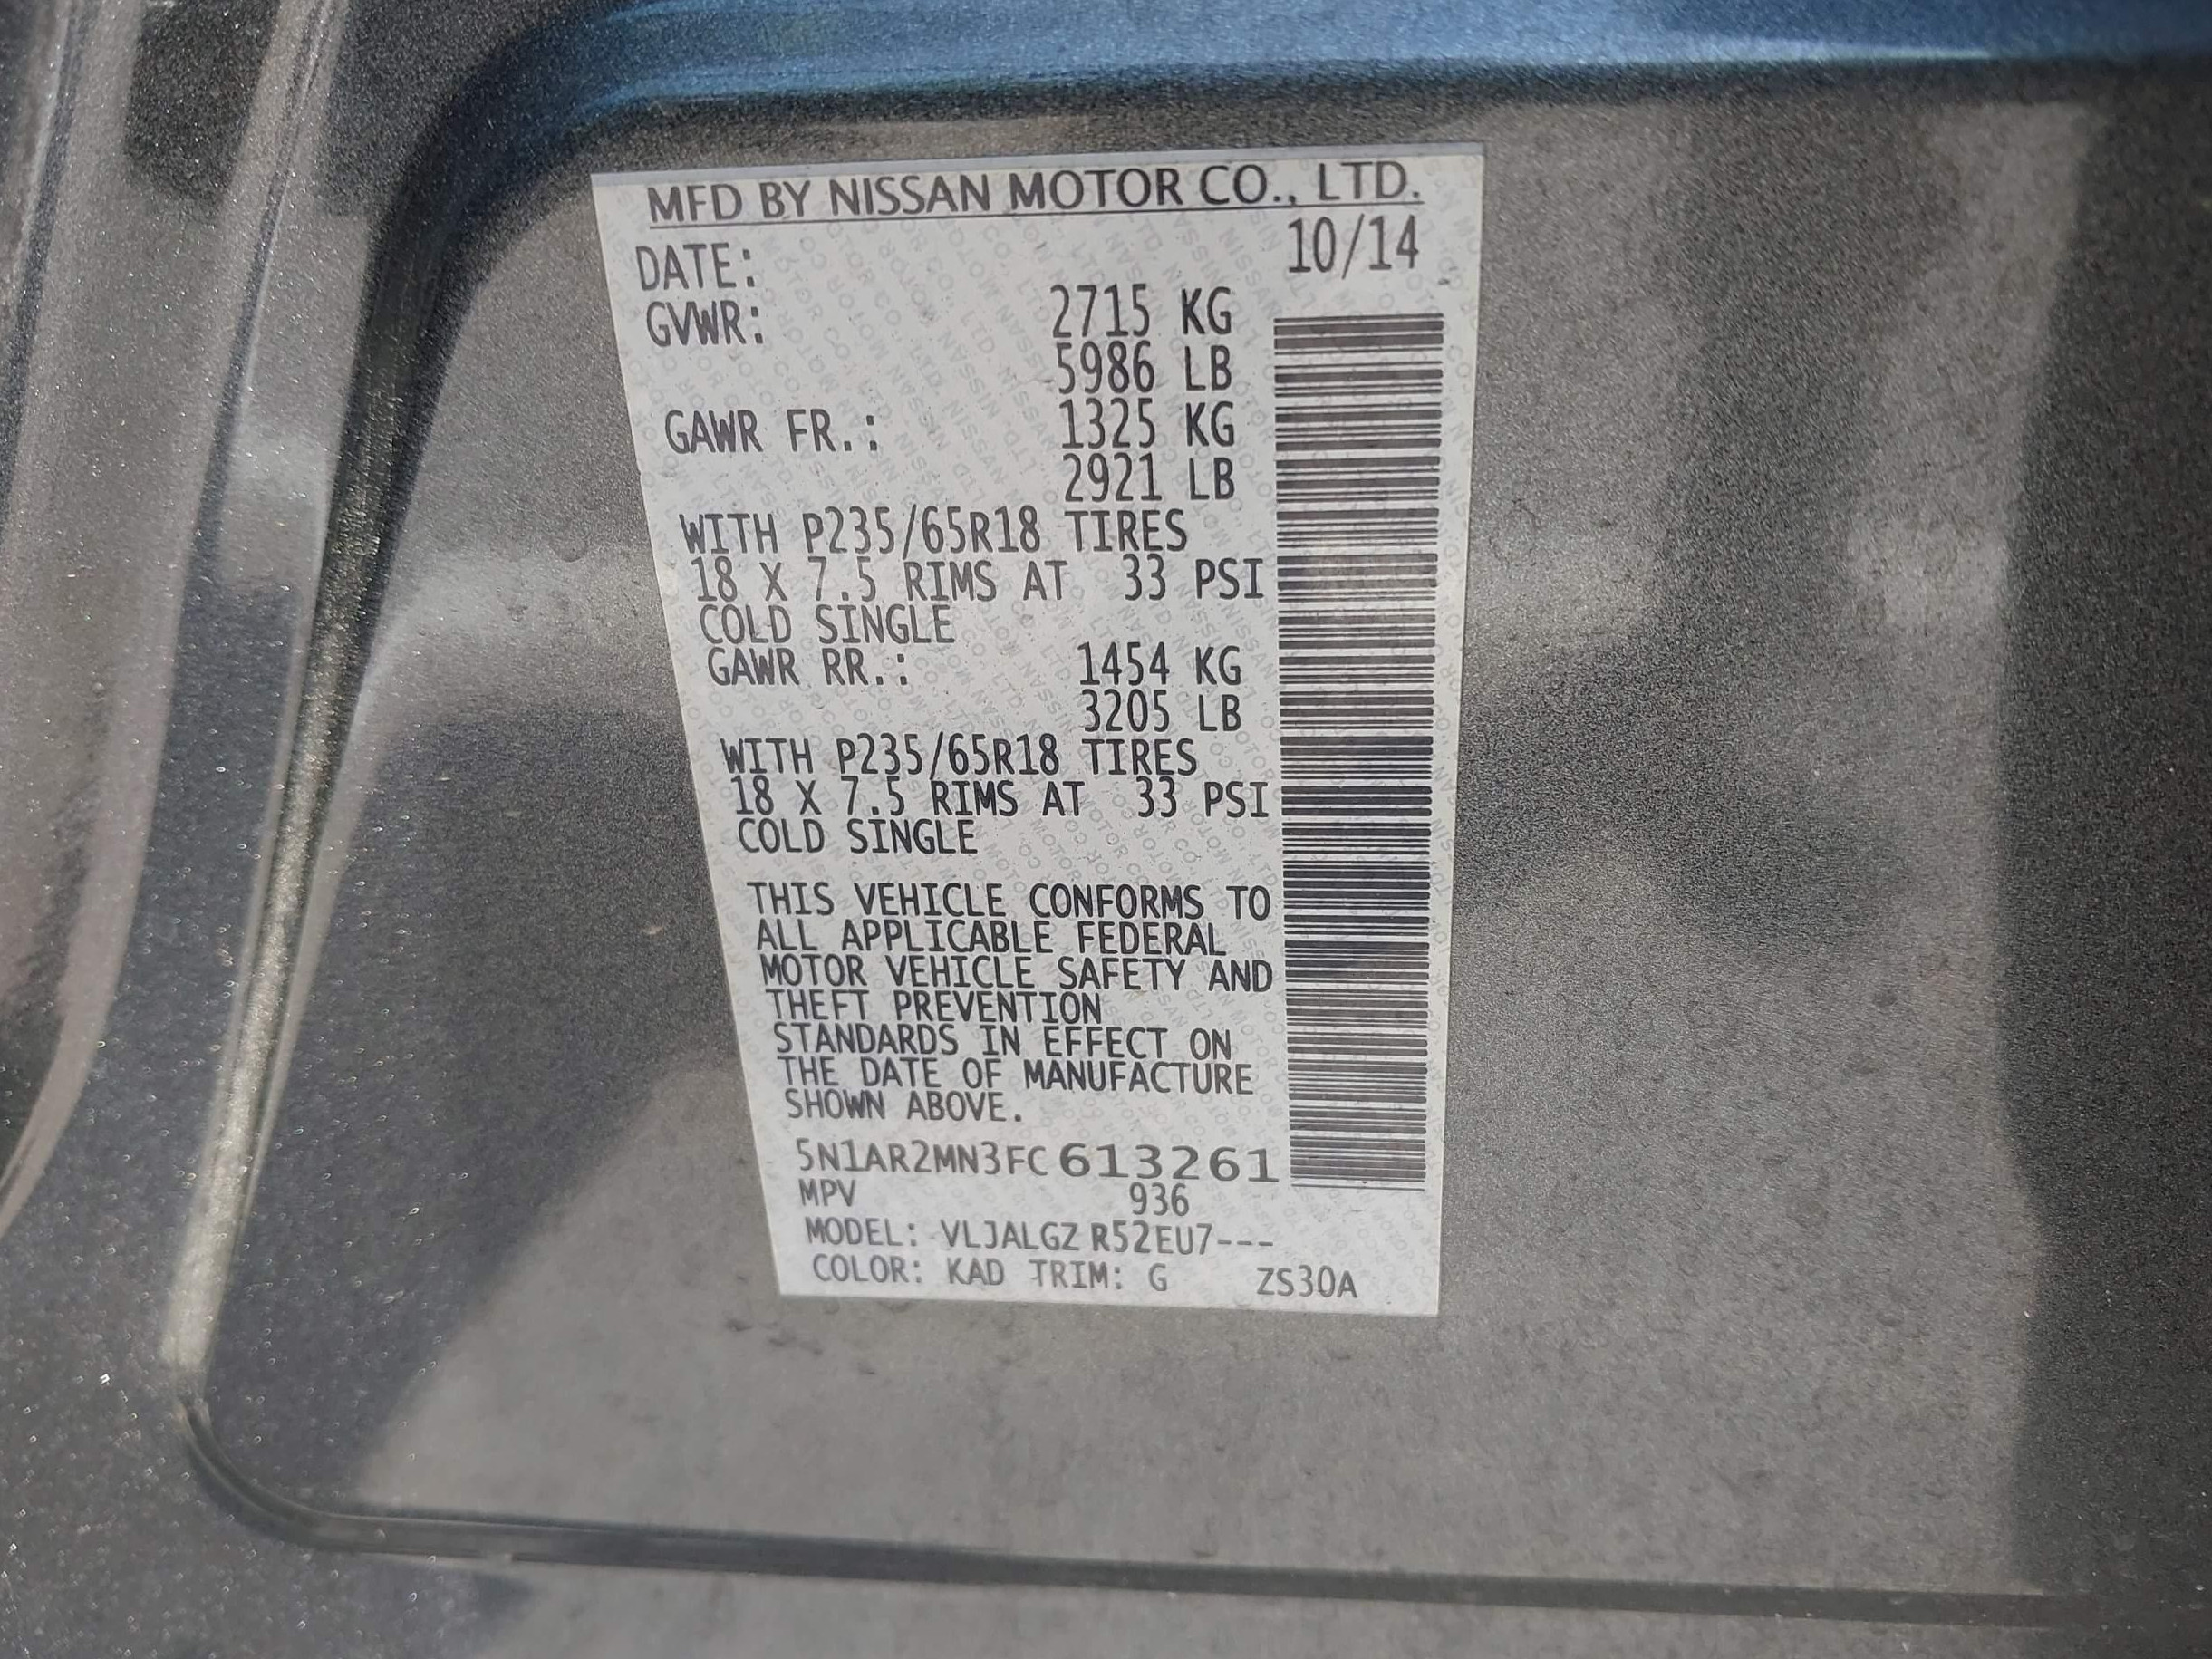 MFD BY NISSAN MOTOR CO., LTD.
DATE: 10/14
GVWR: 2715 KG
5986 LB
GAWR FR.: 1325 KG
2921 LB
WITH P235/65R18 TIRES
18 X 7.5 RIMS AT 33 PSI
COLD SINGLE
GAWR RR.: 1454 KG
3205 LB
WITH P235/65R18 TIRES
18 X 7.5 RIMS AT 33 PSI
COLD SINGLE
THIS VEHICLE CONFORMS TO
ALL APPLICABLE FEDERAL
MOTOR VEHICLE SAFETY AND
THEFT PREVENTION
STANDARDS IN EFFECT ON
THE DATE OF MANUFACTURE
SHOWN ABOVE.
5N1AR2MN3FC613261
MPV 936
MODEL: VLJALGZ R52EU7---
COLOR: KAD TRIM: G ZS30A